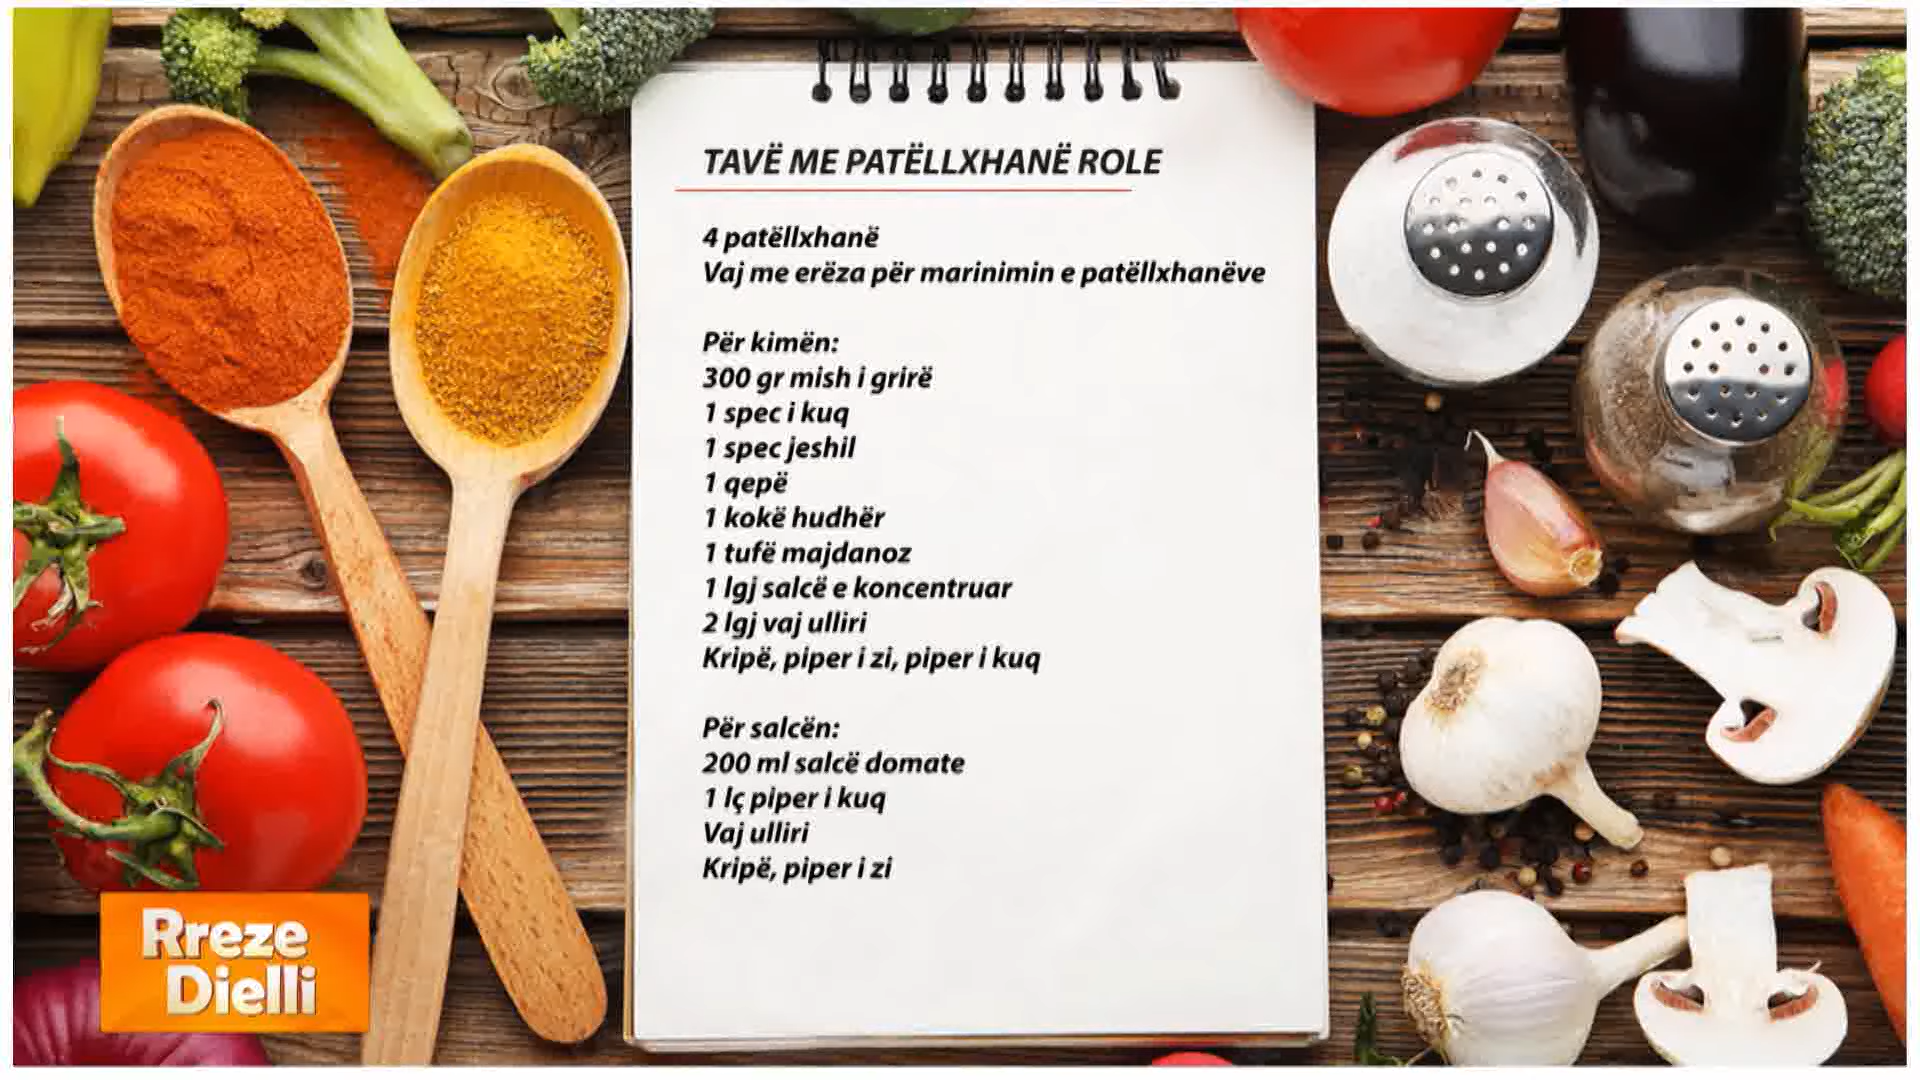 TAVË ME PATËLLXHANË ROLE
4 patëllxhanë
Vaj me erëza për marinimin e patëllxhanëve
Për kimën:
300 gr mish i grirë
1 spec i kuq
1 spec jeshil
1 qepë
1 kokë hudhër
1 tufë majdanoz
1 lgj salcë e koncentruar
2 lgj vaj ulliri
Kripë, piper i zi, piper i kuq
Për salcën:
200 ml salcë domate
1 lç piper i kuq
Vaj ulliri
Kripë, piper i zi
Rreze
Dielli